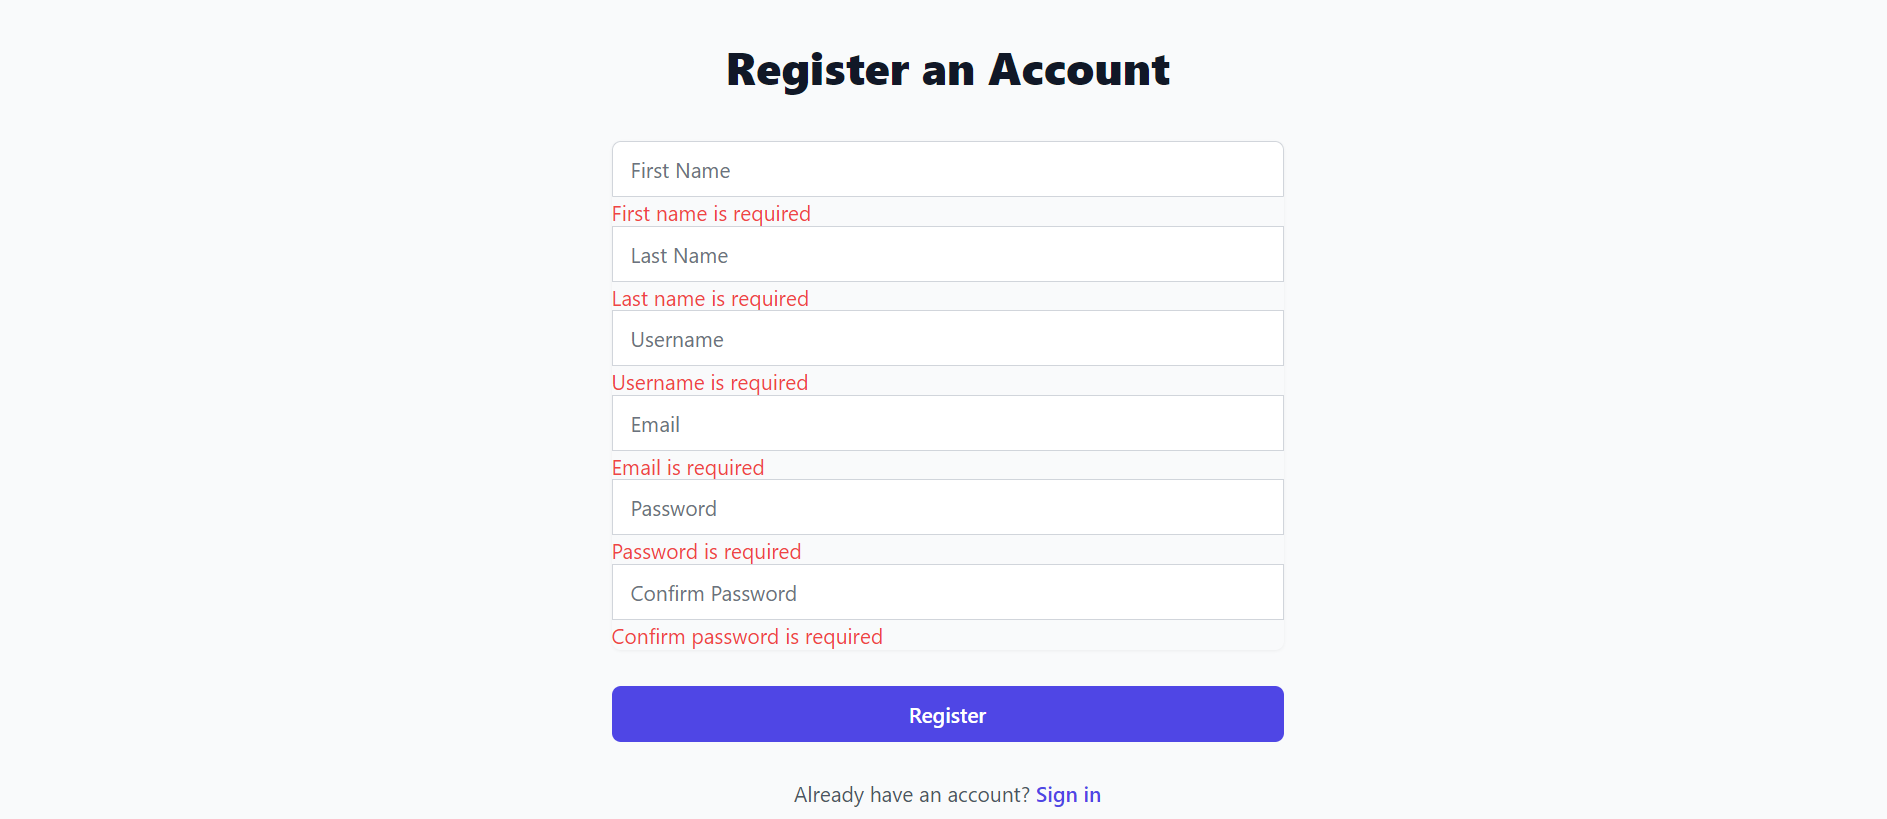 Register an Account
First Name
First name is required
Last Name
Last name is required
Username
Username is required
Email
Email is required
Password
Password is required
Confirm Password
Confirm password is required
Register
Already have an account? Sign in